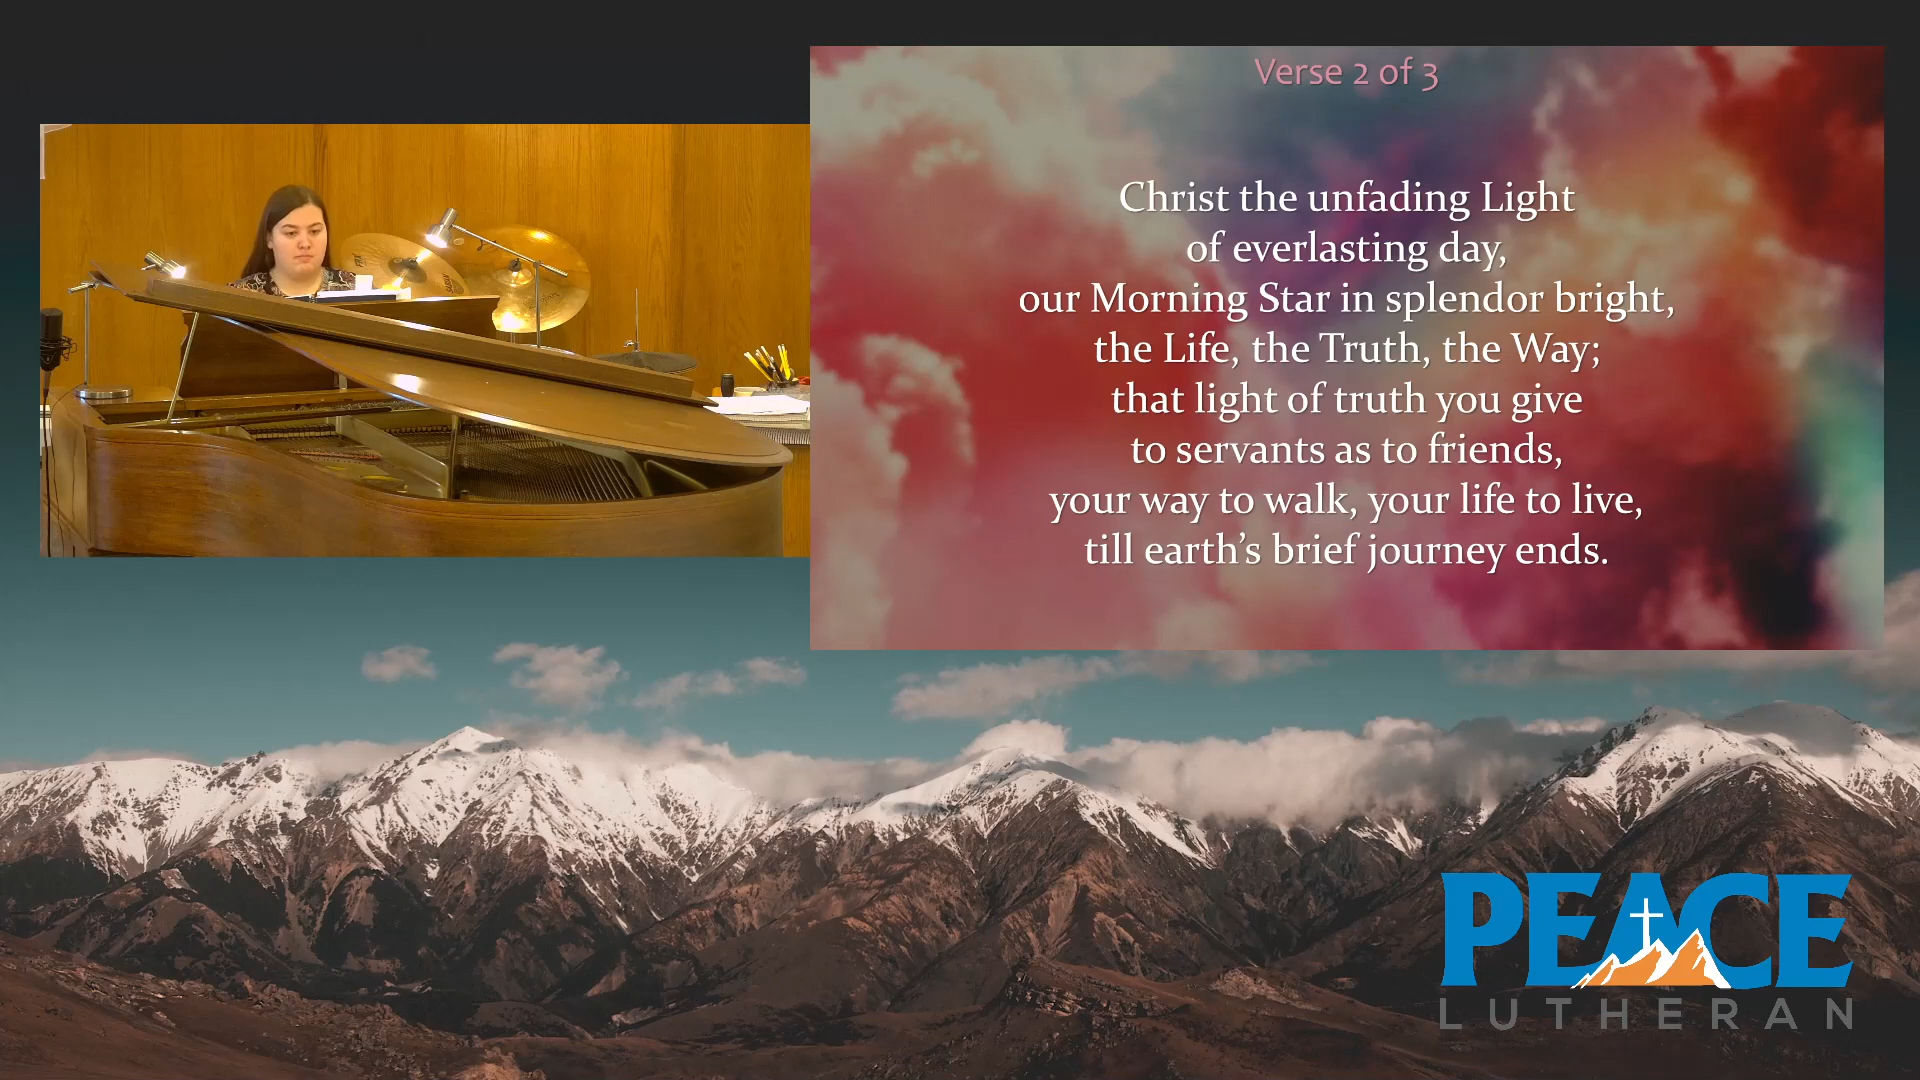 Verse 2 of 3
Christ the unfading Light
of everlasting day,
our Morning Star in splendor bright,
the Life, the Truth, the Way;
that light of truth you give
to servants as to friends,
your way to walk, your life to live,
till earth’s brief journey ends.
PEACE
LUTHERAN